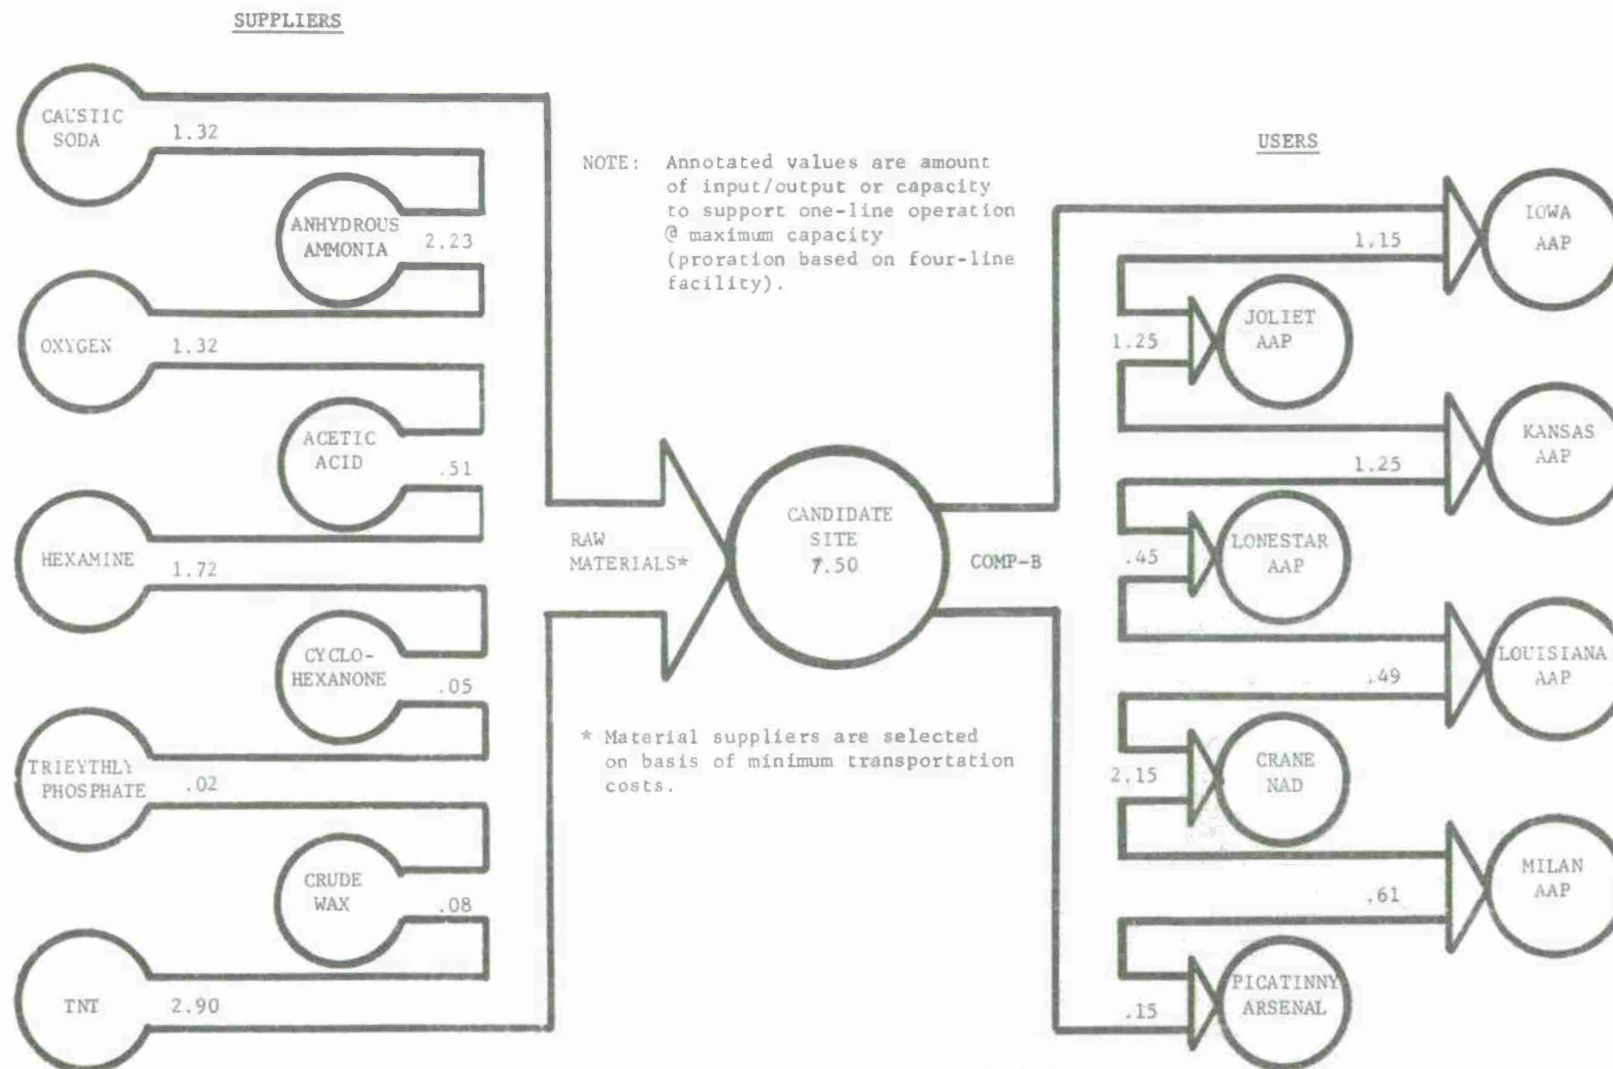 SUPPLIERS
CAUSTIC
SODA
1.32
ANHYDROUS
AMMONIA
2.23
OXYGEN
1.32
ACETIC
ACID
.51
HEXAMINE
1.72
CYCLO-
HEXANONE
.05
TRIEYTHLY
PHOSPHATE
.02
CRUDE
WAX
.08
TNT
2.90
NOTE: Annotated values are amount
of input/output or capacity
to support one-line operation
@ maximum capacity
(proration based on four-line
facility).
RAW
MATERIALS*
CANDIDATE
SITE
7.50
COMP-B
* Material suppliers are selected
on basis of minimum transportation
costs.
USERS
IOWA
AAP
1.15
JOLIET
AAP
1.25
KANSAS
AAP
1.25
LONESTAR
AAP
.45
LOUISIANA
AAP
.49
CRANE
NAD
2.15
MILAN
AAP
.61
PICATINNY
ARSENAL
.15